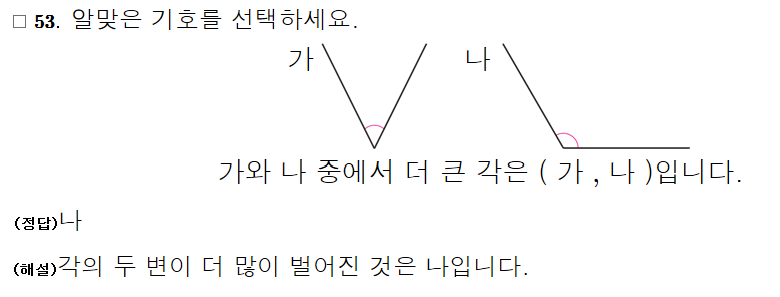 □ 53. 알맞은 기호를 선택하세요.
가 나
가와 나 중에서 더 큰 각은 ( 가 , 나 )입니다.
(정답)나
(해설)각의 두 변이 더 많이 벌어진 것은 나입니다.